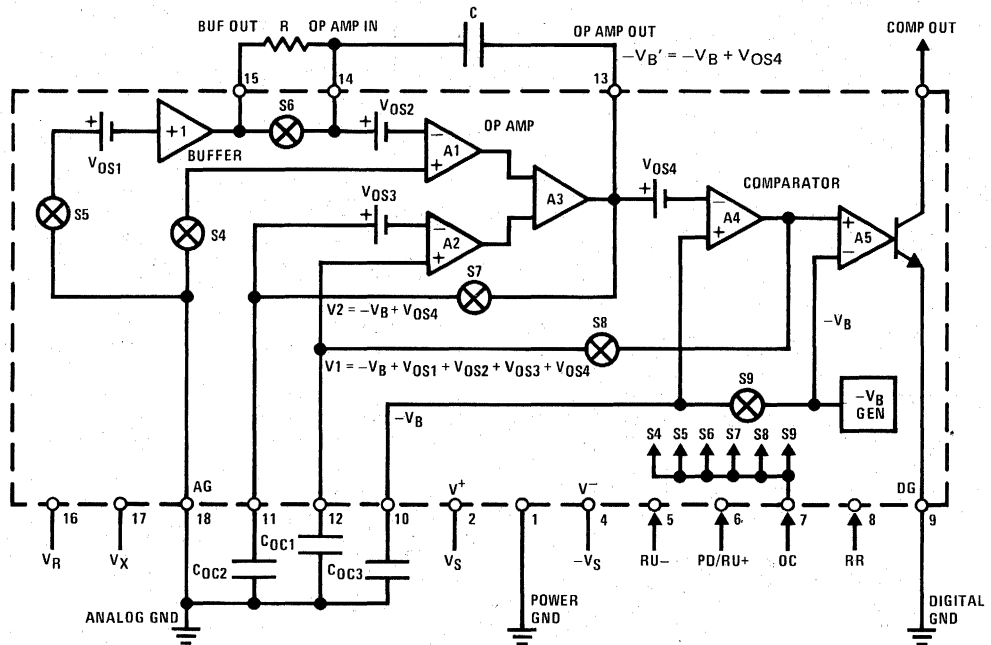 BUF OUT R OP AMP IN C OP AMP OUT COMP OUT
−VB' = −VB + VOS4
15 14 13
S6
+ VOS2
+ +1 OP AMP
BUFFER − A1 +
VOS1
+ VOS4 COMPARATOR
VOS3
S5 S4 + − A2 + A3 − A4 + + A5 −
S7
V2 = −VB + VOS4
−VB
S8
V1 = −VB + VOS1 + VOS2 + VOS3 + VOS4
S9
−VB
−VB GEN
S4 S5 S6 S7 S8 S9
AG V+ V− DG
16 17 18 11 12 10 2 1 4 5 6 7 8 9
VR VX COC2 COC1 COC3 VS −VS RU− PD/RU+ OC RR
ANALOG GND
POWER GND
DIGITAL GND